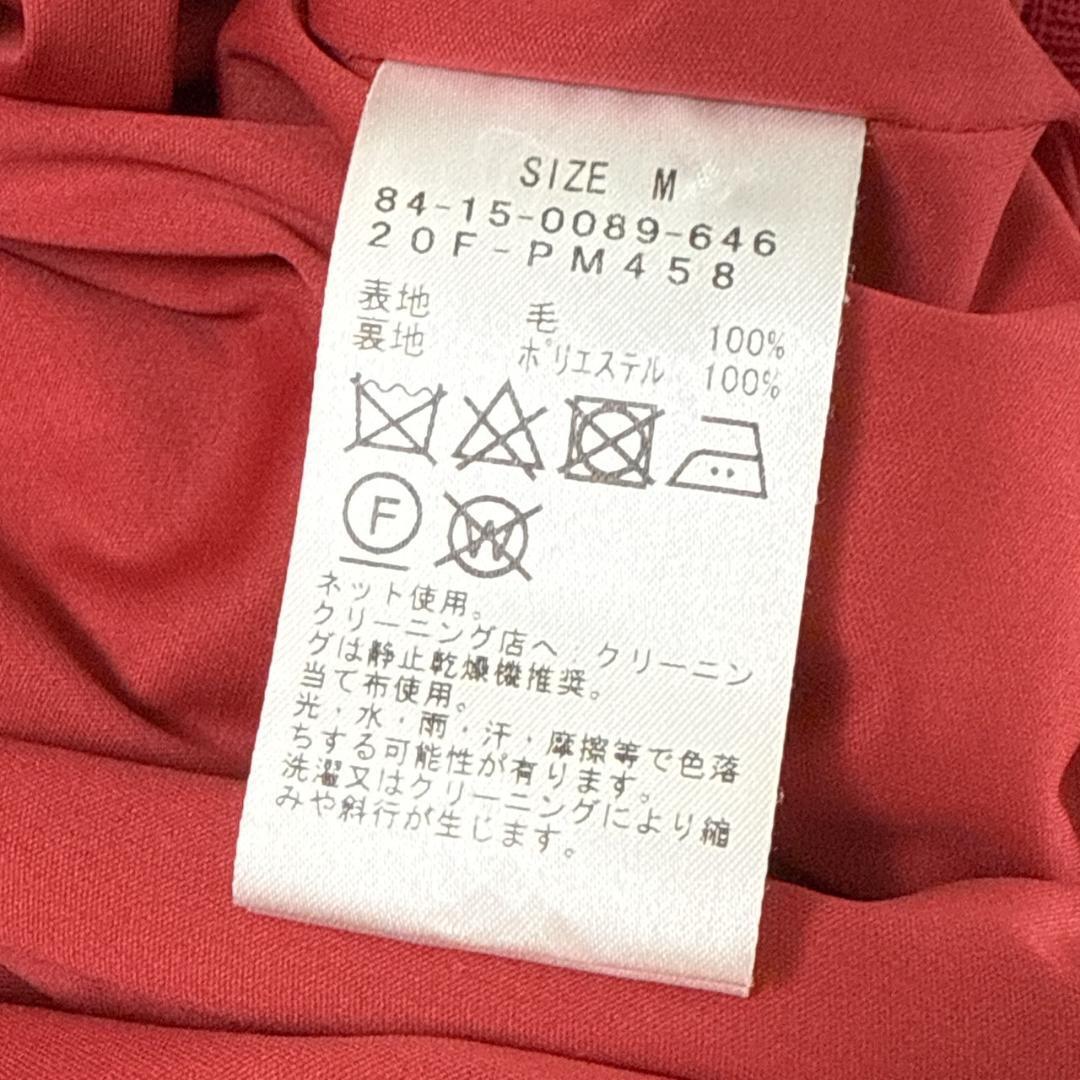 SIZE M
84-15-0089-646
20F-PM458
表地 毛 100%
裏地 ポリエステル 100%
F W
ネット使用。
クリーニング店へ・クリーニン
グは静止乾燥機推奨。
当て布使用。
光・水・雨・汗・摩擦等で色落
ちする可能性が有ります。
洗濯又はクリーニングにより縮
みや斜行が生じます。